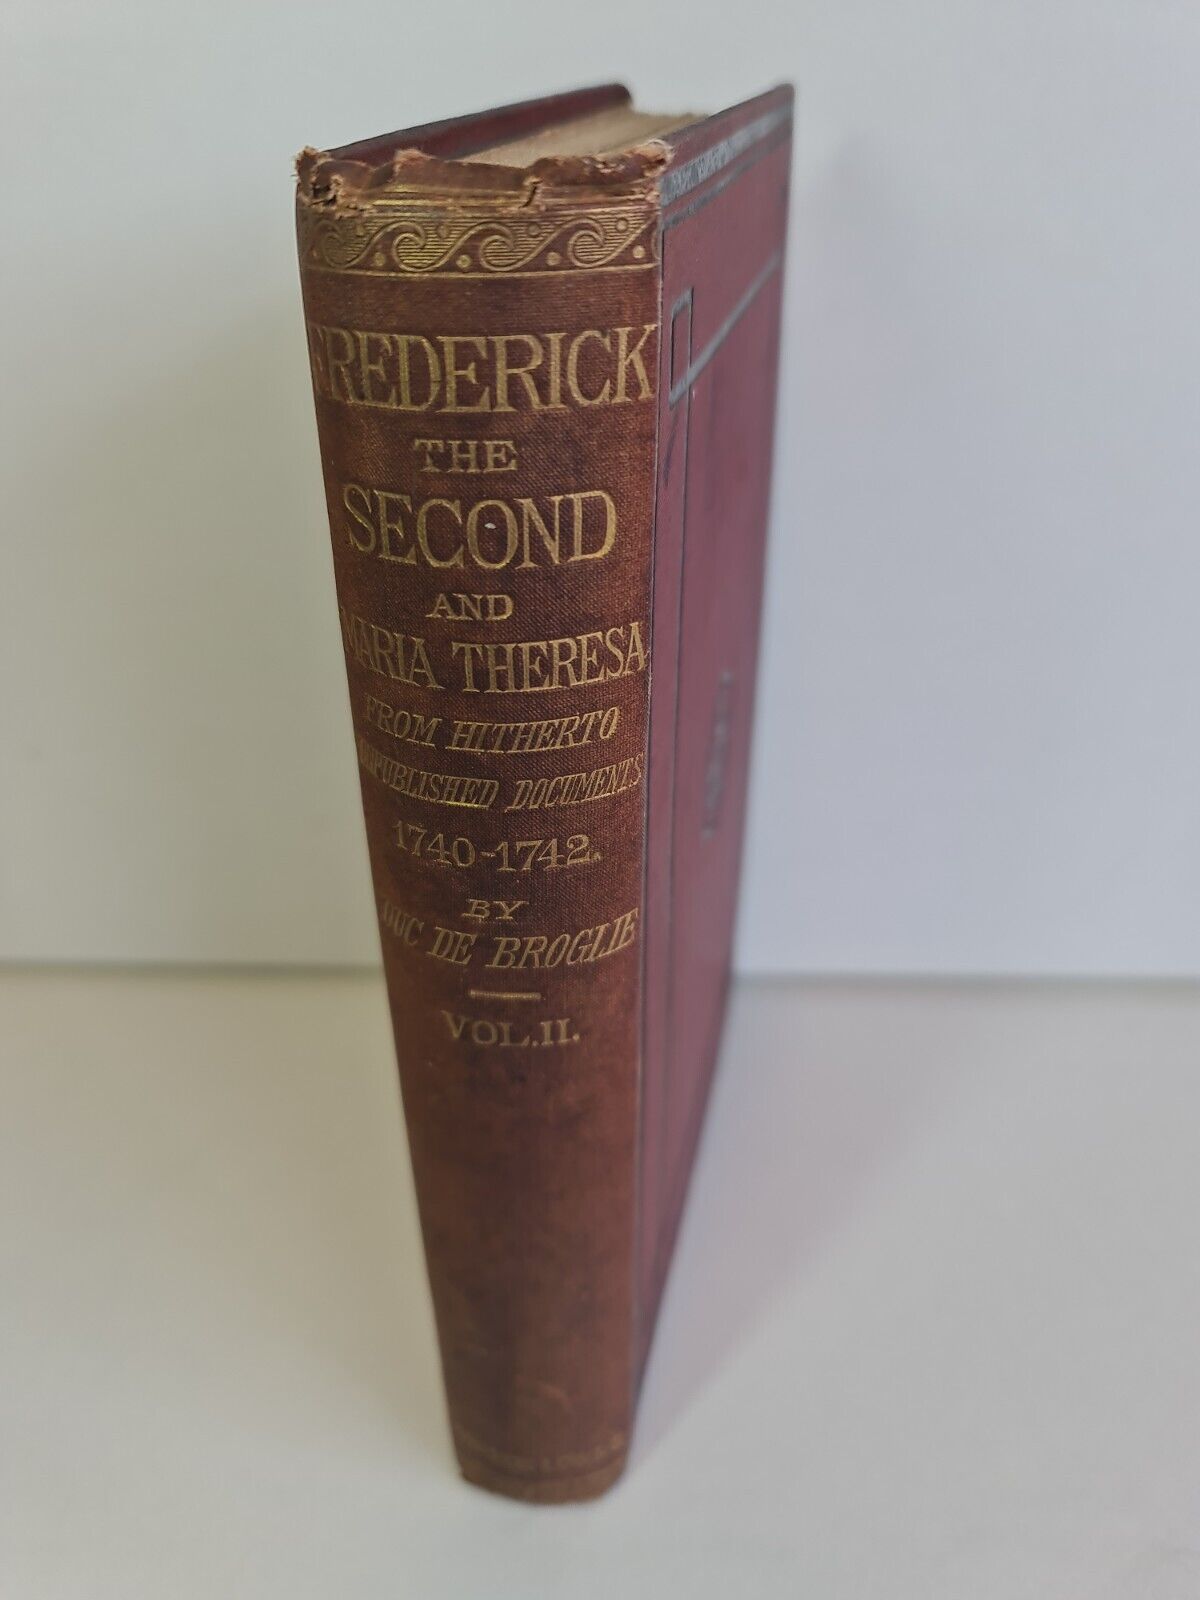 FREDERICK
THE
SECOND
AND
MARIA THERESA
FROM HITHERTO
UNPUBLISHED DOCUMENTS
1740-1742.
BY
DUC DE BROGLIE
VOL.II.